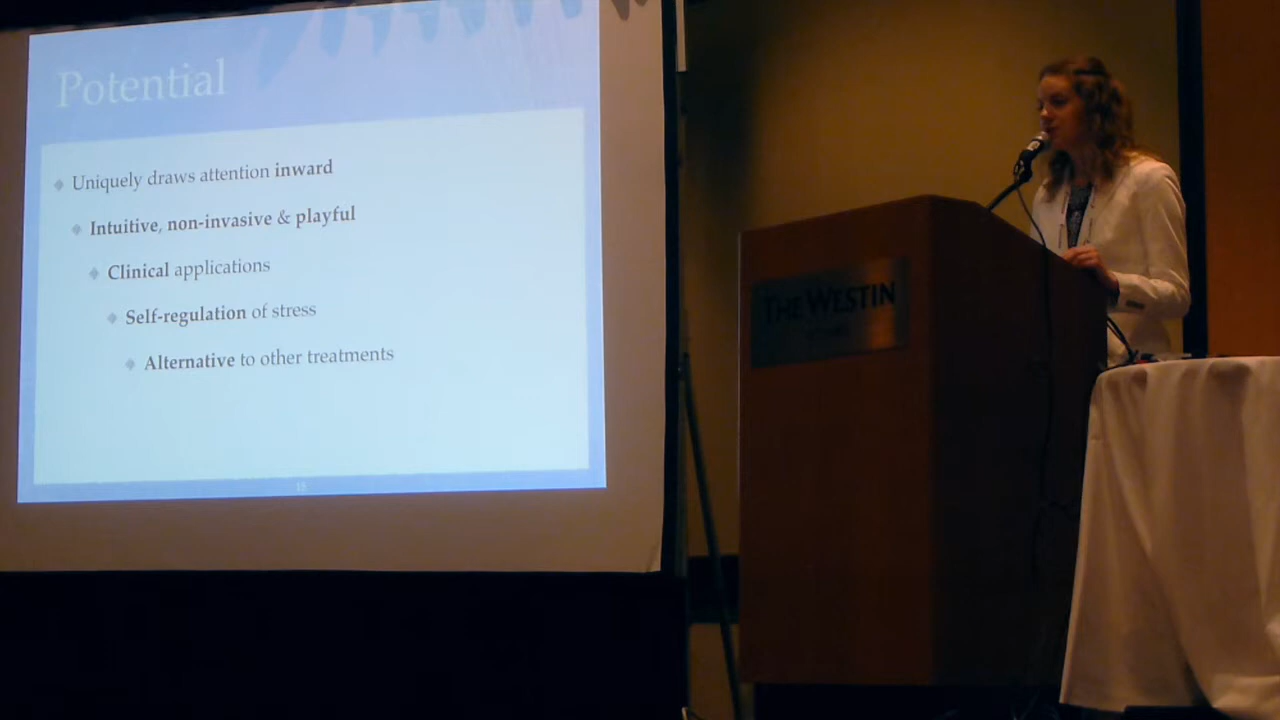 Potential
Uniquely draws attention inward
Intuitive, non-invasive & playful
Clinical applications
Self-regulation of stress
Alternative to other treatments
15
THE WESTIN